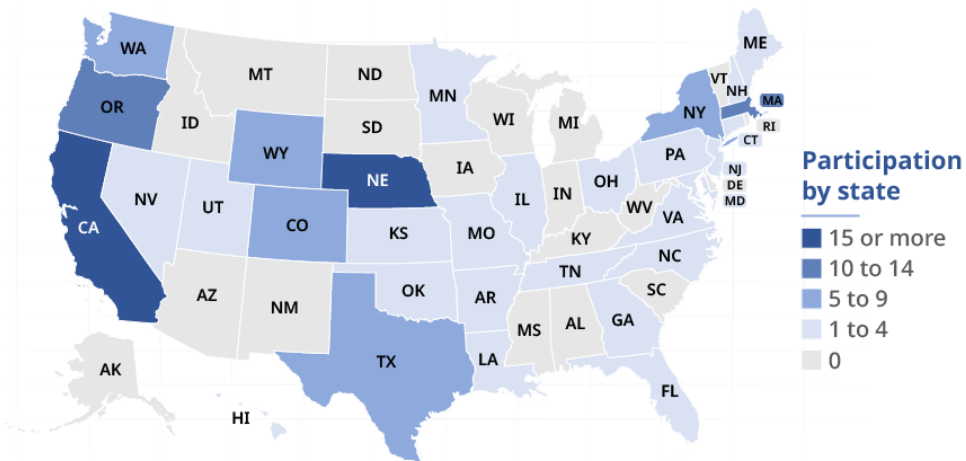 ME
WA
VT
NH
MT
ND
MN
OR
MA
NY
ID
WI
MI
RI
SD
CT
WY
PA
IA
NE
NJ
OH
DE
IN
IL
MD
NV
UT
WV
VA
CO
CA
KS
MO
KY
NC
TN
OK
AZ
SC
AR
NM
GA
AL
MS
LA
TX
AK
FL
HI
Participation
by state
15 or more
10 to 14
5 to 9
1 to 4
0